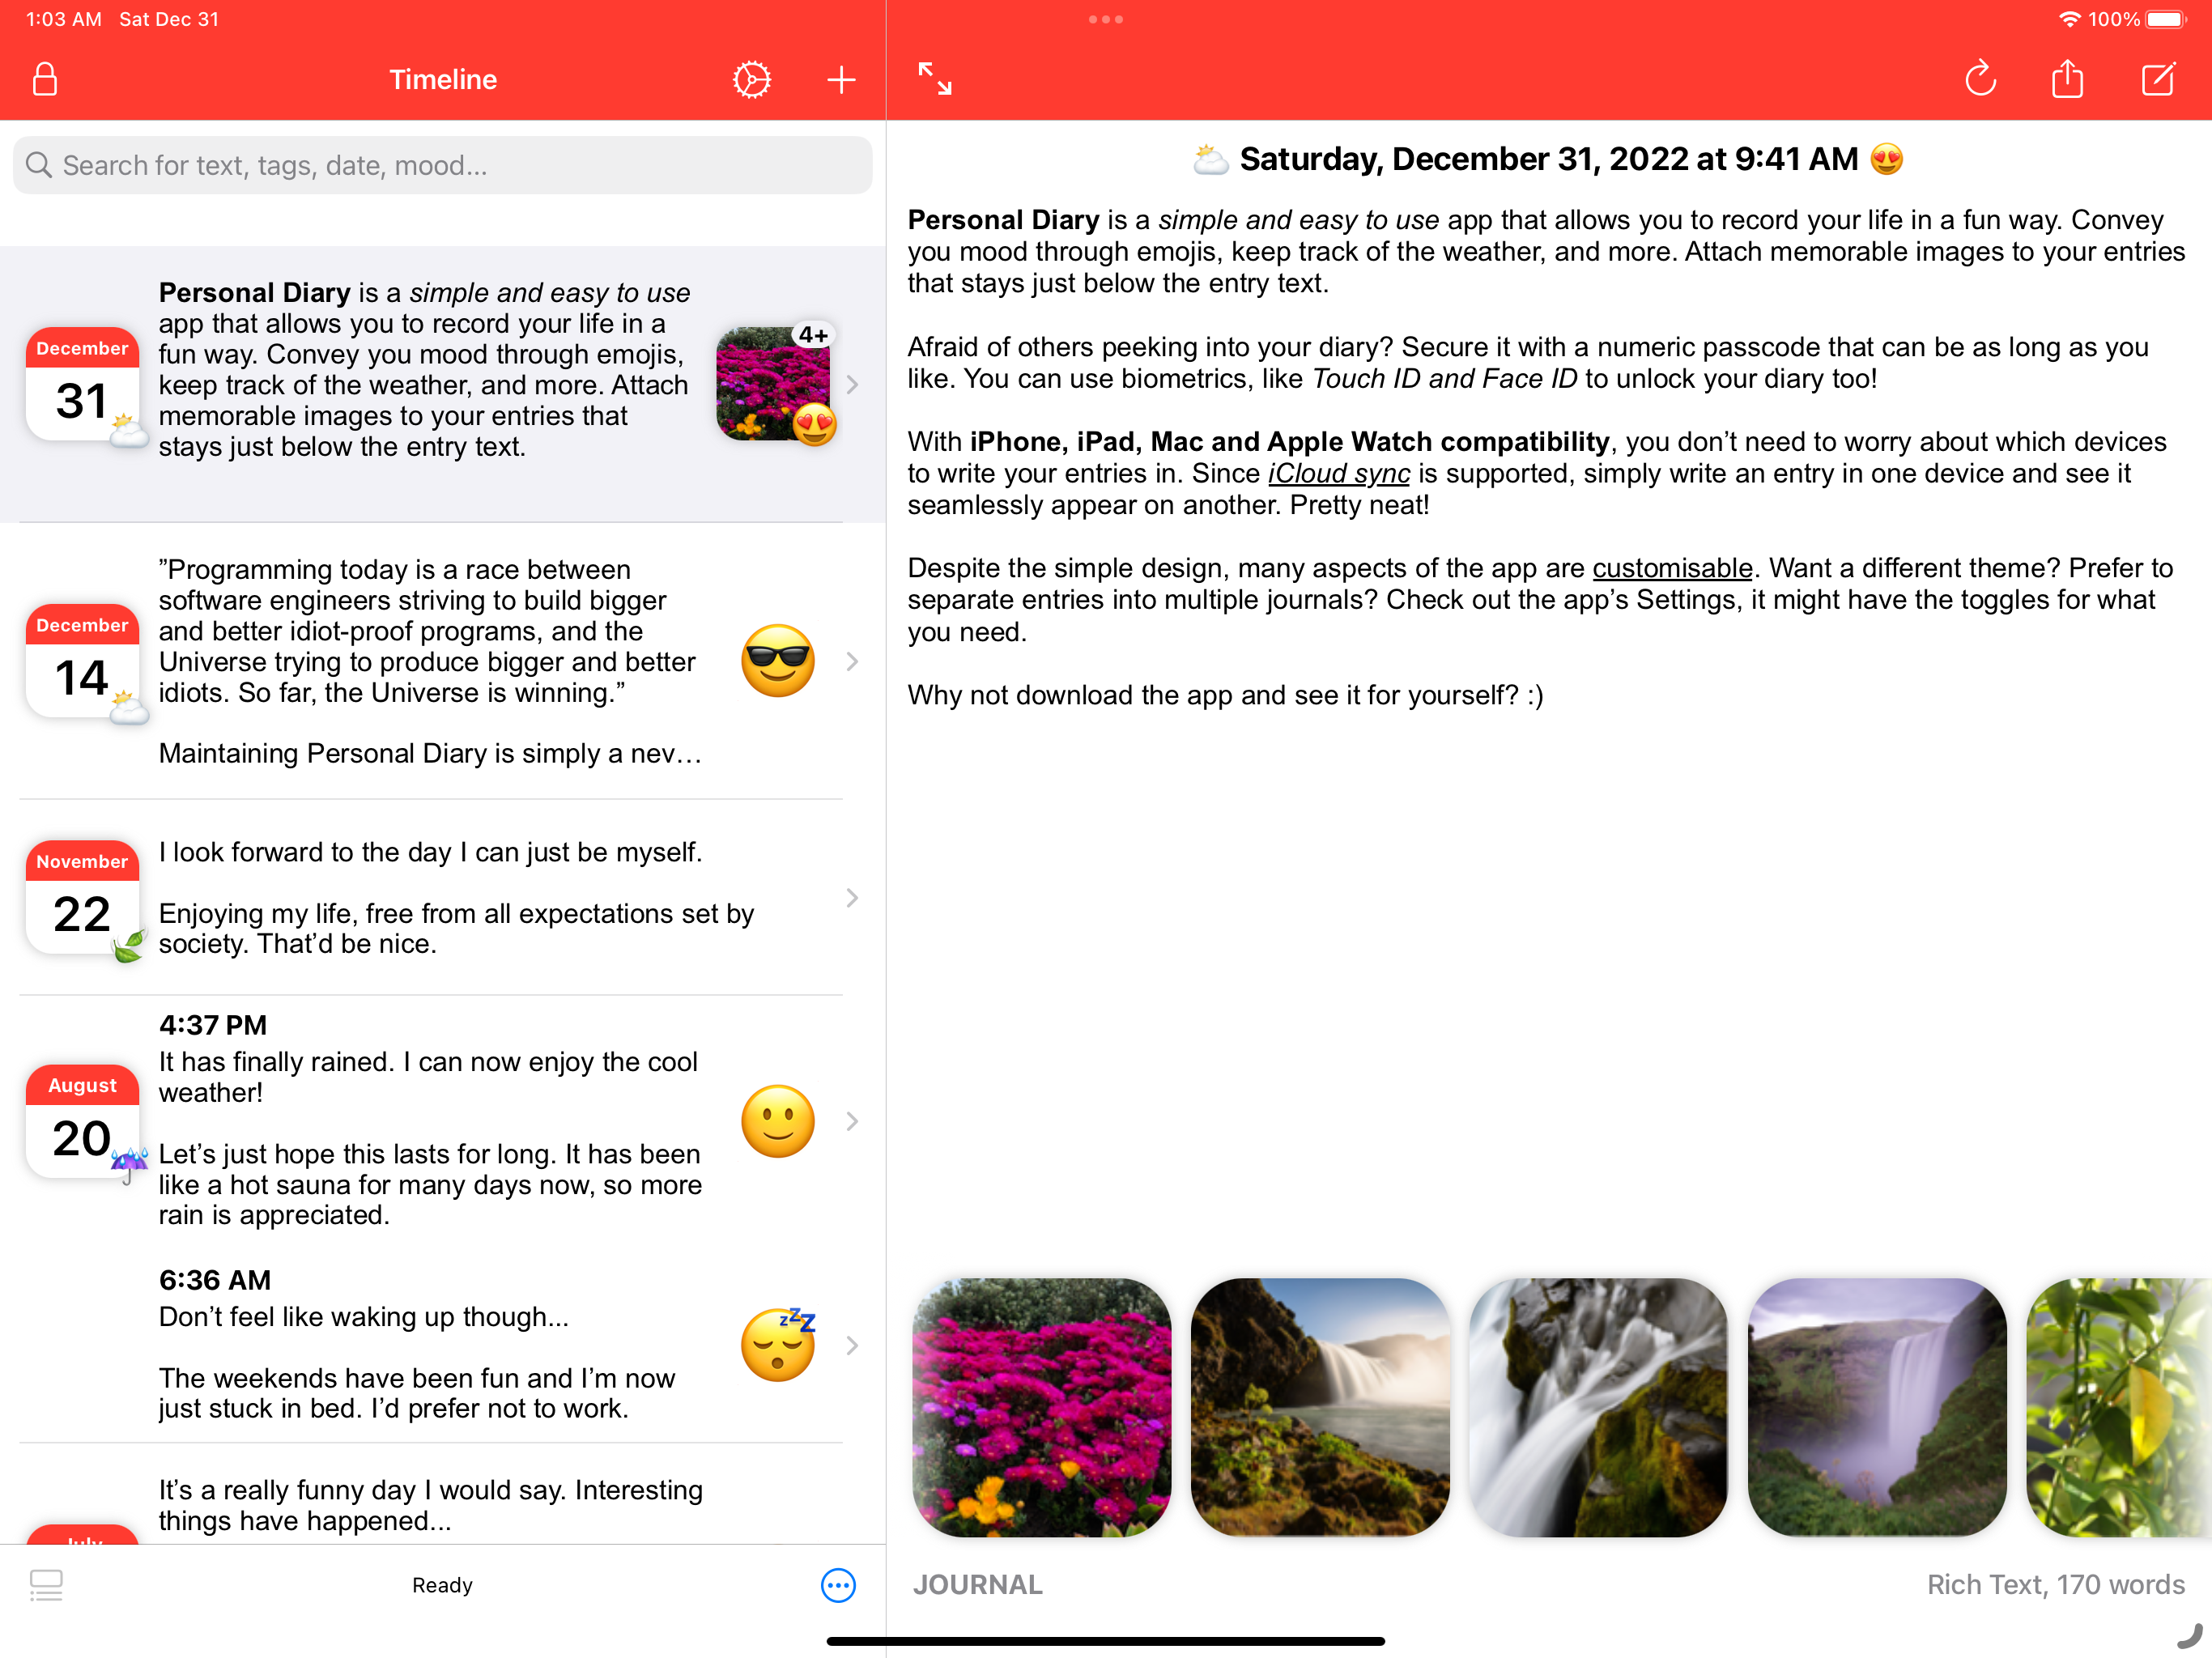 1:03 AM Sat Dec 31
100%
Timeline
Search for text, tags, date, mood...
December
31
Personal Diary is a simple and easy to use
app that allows you to record your life in a
fun way. Convey you mood through emojis,
keep track of the weather, and more. Attach
memorable images to your entries that
stays just below the entry text.
4+
December
14
”Programming today is a race between
software engineers striving to build bigger
and better idiot-proof programs, and the
Universe trying to produce bigger and better
idiots. So far, the Universe is winning.”
Maintaining Personal Diary is simply a nev…
November
22
I look forward to the day I can just be myself.
Enjoying my life, free from all expectations set by
society. That’d be nice.
August
20
4:37 PM
It has finally rained. I can now enjoy the cool
weather!
Let’s just hope this lasts for long. It has been
like a hot sauna for many days now, so more
rain is appreciated.
6:36 AM
Don’t feel like waking up though...
zZZ
The weekends have been fun and I’m now
just stuck in bed. I’d prefer not to work.
July
It’s a really funny day I would say. Interesting
things have happened...
Ready
Saturday, December 31, 2022 at 9:41 AM
Personal Diary is a simple and easy to use app that allows you to record your life in a fun way. Convey
you mood through emojis, keep track of the weather, and more. Attach memorable images to your entries
that stays just below the entry text.
Afraid of others peeking into your diary? Secure it with a numeric passcode that can be as long as you
like. You can use biometrics, like Touch ID and Face ID to unlock your diary too!
With iPhone, iPad, Mac and Apple Watch compatibility, you don’t need to worry about which devices
to write your entries in. Since iCloud sync is supported, simply write an entry in one device and see it
seamlessly appear on another. Pretty neat!
Despite the simple design, many aspects of the app are customisable. Want a different theme? Prefer to
separate entries into multiple journals? Check out the app’s Settings, it might have the toggles for what
you need.
Why not download the app and see it for yourself? :)
JOURNAL
Rich Text, 170 words